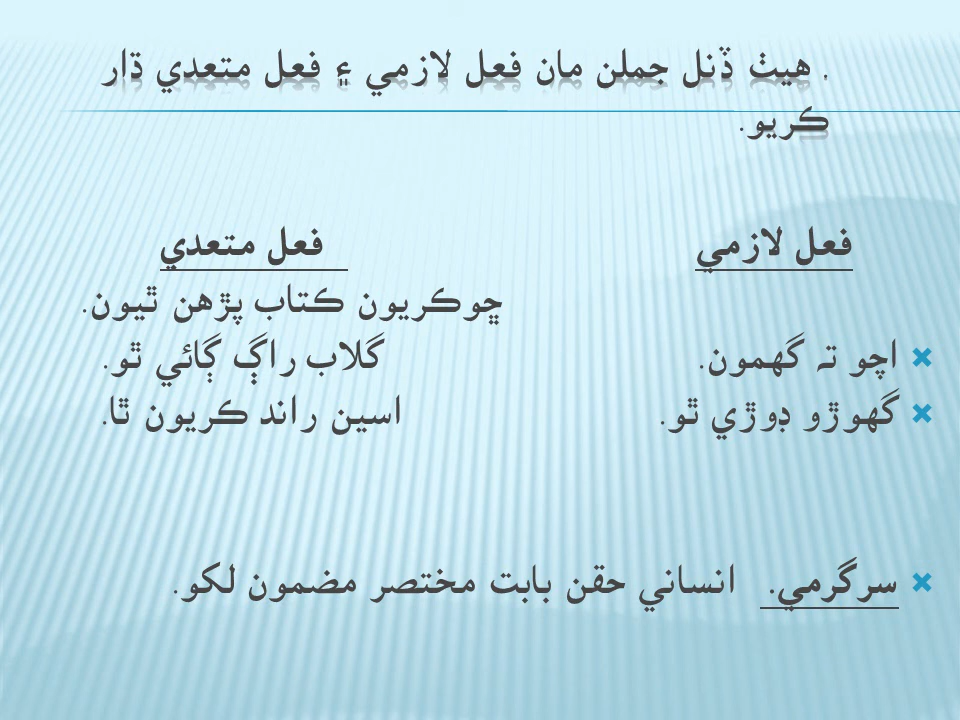 . هيٺ ڏنل جملن مان فعل لازمي ۽ فعل متعدي ڌار
ڪريو.
فعل لازمي فعل متعدي
ڇوڪريون ڪتاب پڙهن ٿيون.
اچو ته گهمون. گلاب راڳ ڳائي ٿو.
گهوڙو ڊوڙي ٿو. اسين راند ڪريون ٿا.
سرگرمي. انساني حقن بابت مختصر مضمون لکو.